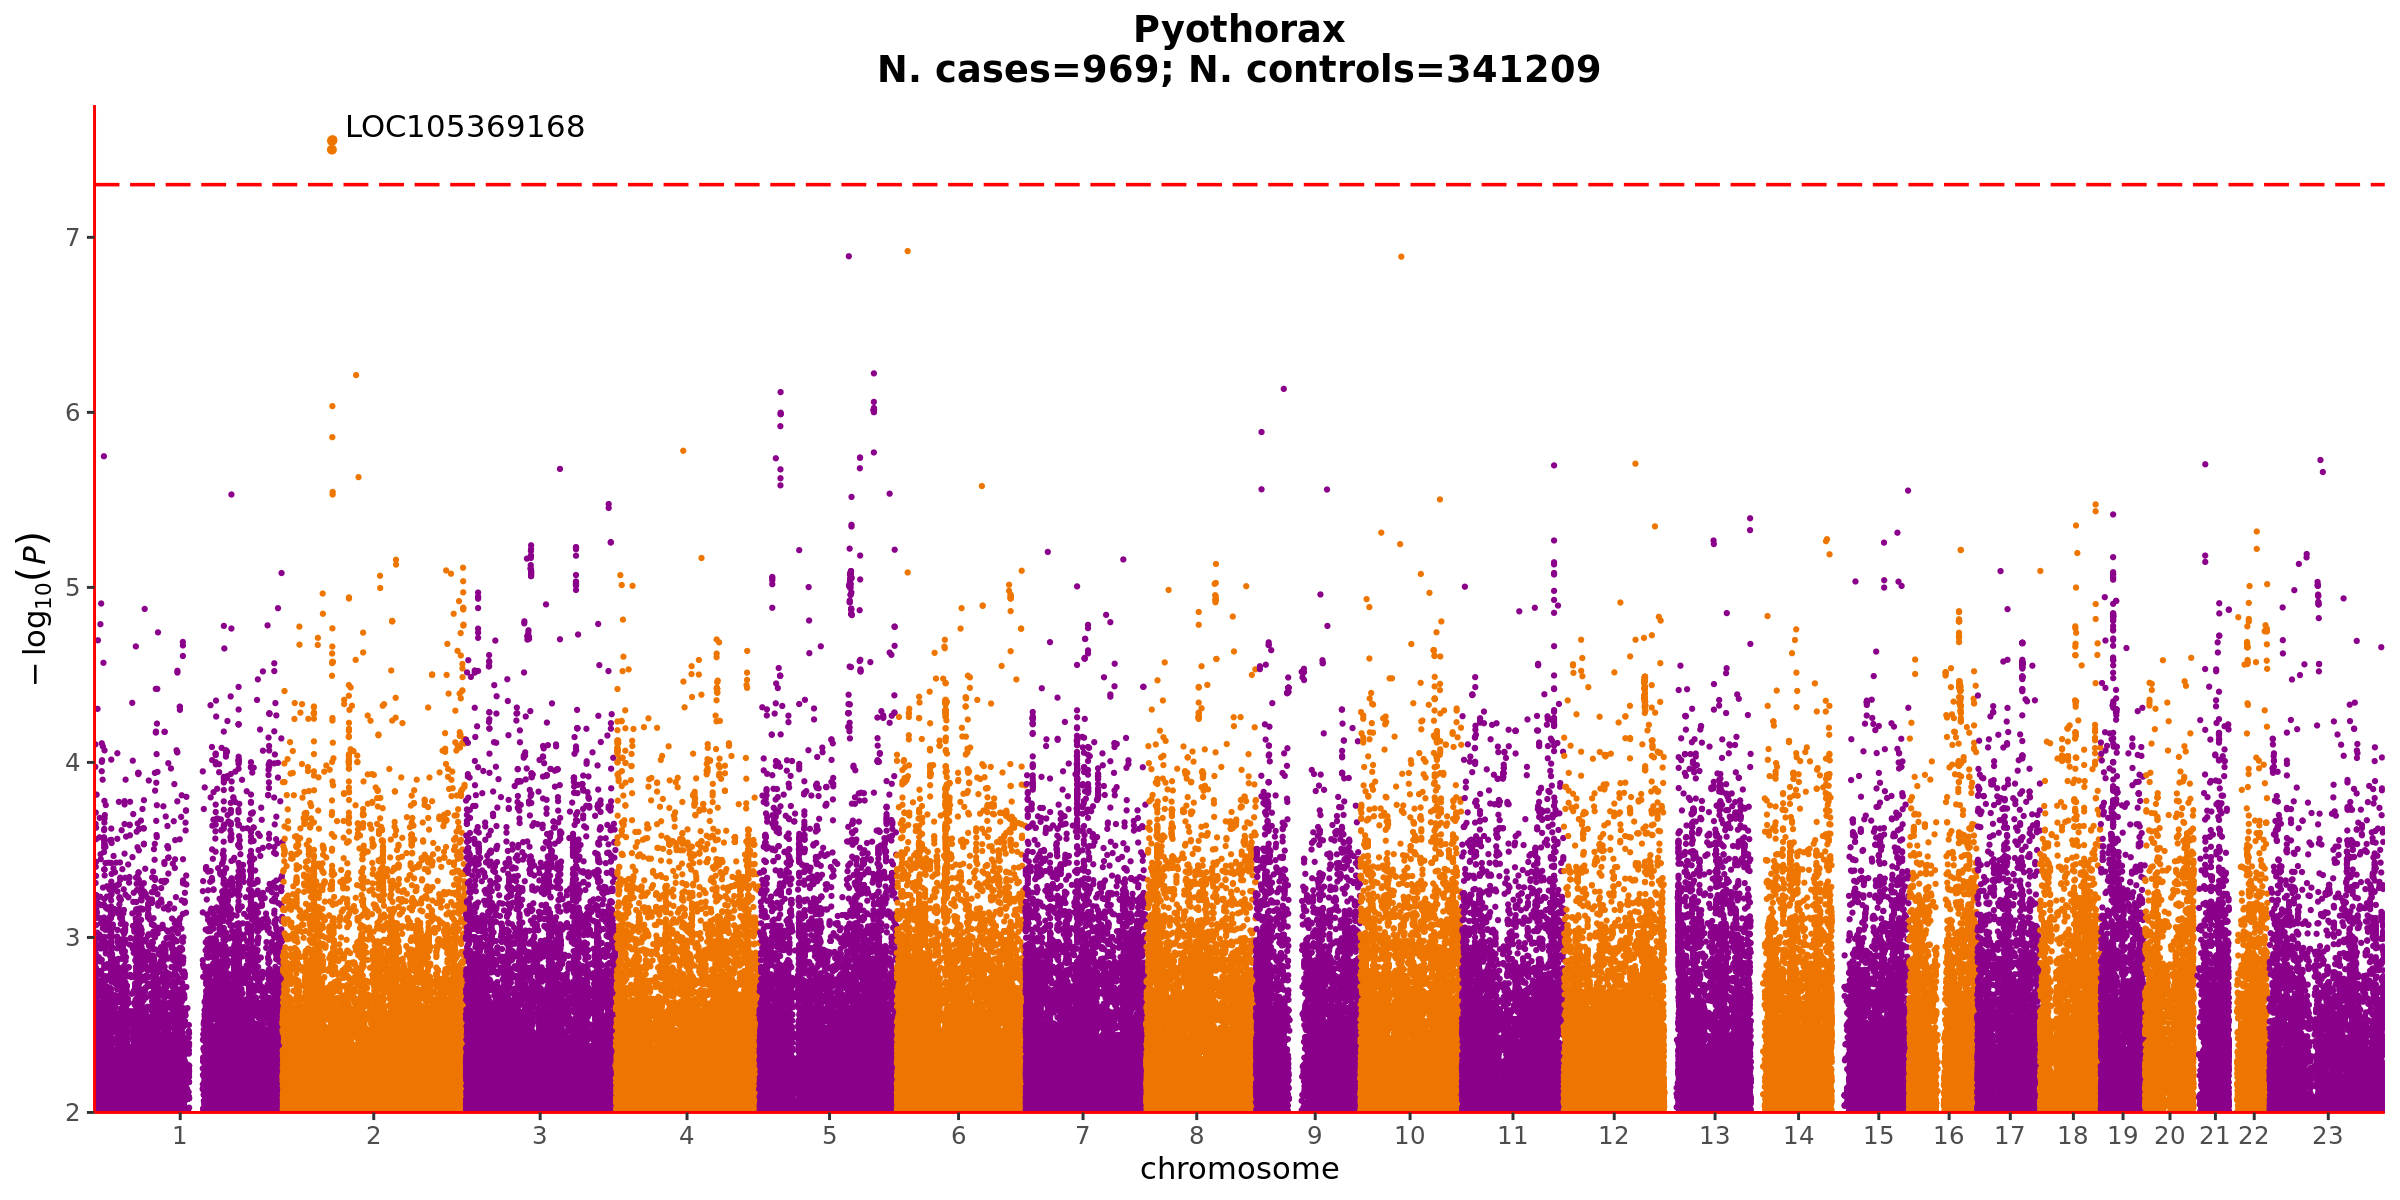 Pyothorax
N. cases=969; N. controls=341209
LOC105369168
7
6
5
4
3
2
−log10(P)
1 2 3 4 5 6 7 8 9 10 11 12 13 14 15 16 17 18 19 20 21 22 23
chromosome